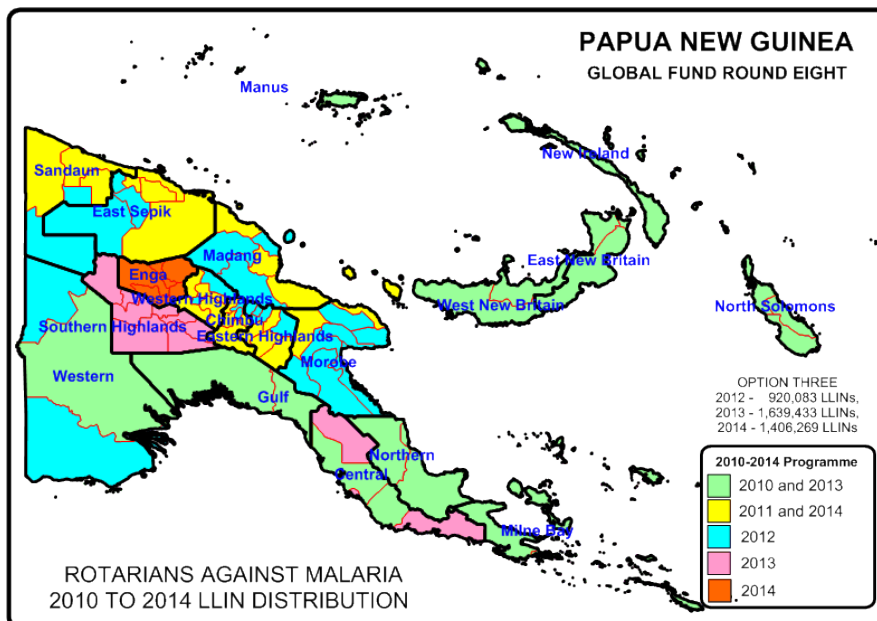 PAPUA NEW GUINEA
GLOBAL FUND ROUND EIGHT
Manus
New Ireland
Sandaun
East Sepik
Madang
East New Britain
Enga
Western Highlands
West New Britain
North Solomons
Southern Highlands
Chimbu
Eastern Highlands
Morobe
Western
Gulf
OPTION THREE
2012 - 920,083 LLINs,
2013 - 1,639,433 LLINs,
2014 - 1,406,269 LLINs
Northern
Central
Milne Bay
2010-2014 Programme
2010 and 2013
2011 and 2014
2012
2013
2014
ROTARIANS AGAINST MALARIA
2010 TO 2014 LLIN DISTRIBUTION